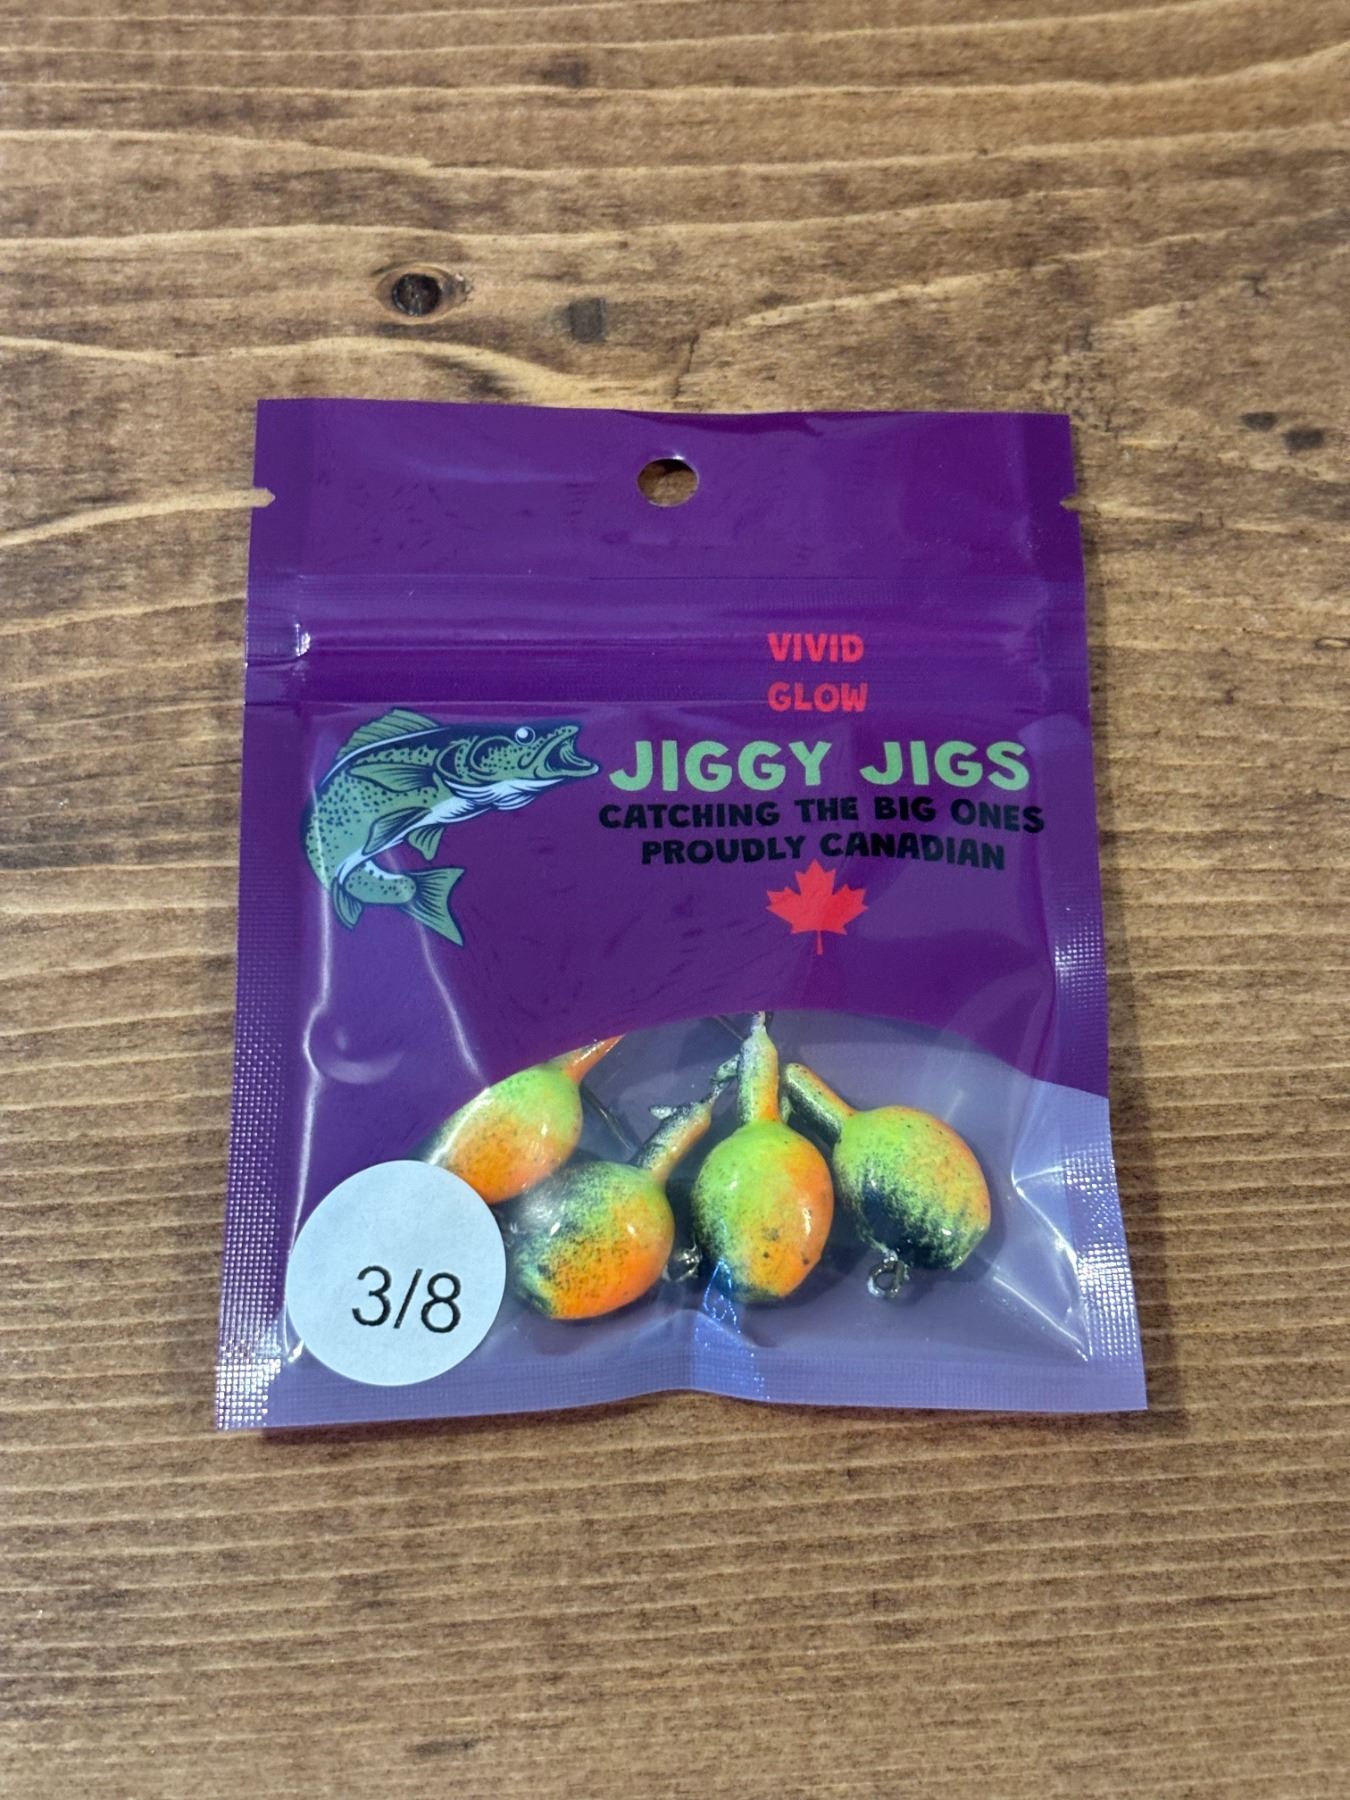 VIVID
GLOW
JIGGY JIGS
CATCHING THE BIG ONES
PROUDLY CANADIAN
3/8